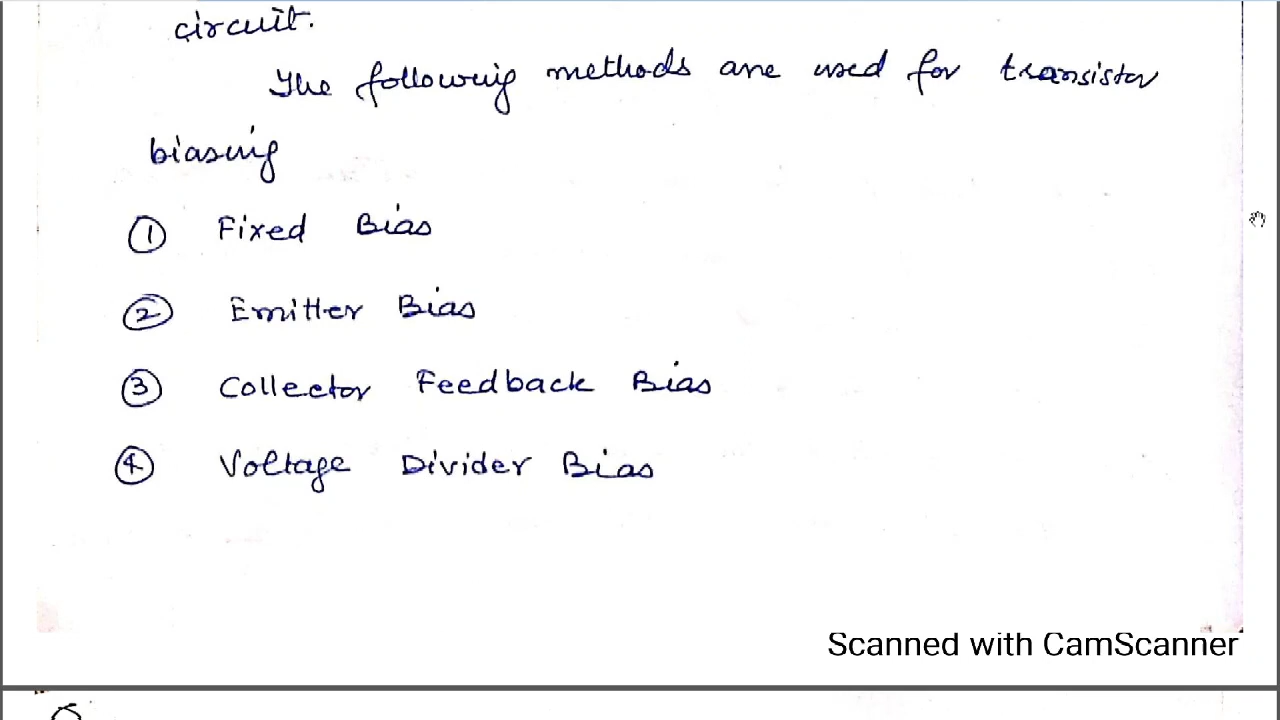 circuit.
The following methods are used for transistor
biasing
① Fixed Bias
② Emitter Bias
③ Collector Feedback Bias
④ Voltage Divider Bias
Scanned with CamScanner